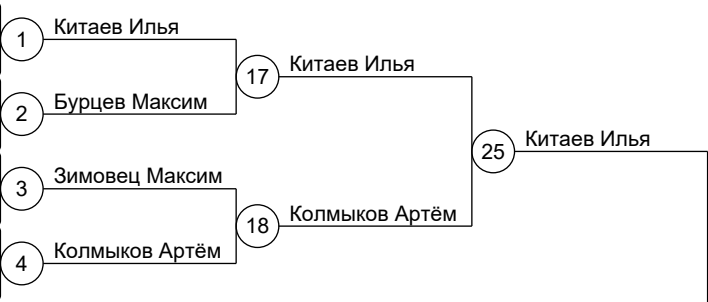 1 Китаев Илья
17 Китаев Илья
2 Бурцев Максим
25 Китаев Илья
3 Зимовец Максим
18 Колмыков Артём
4 Колмыков Артём